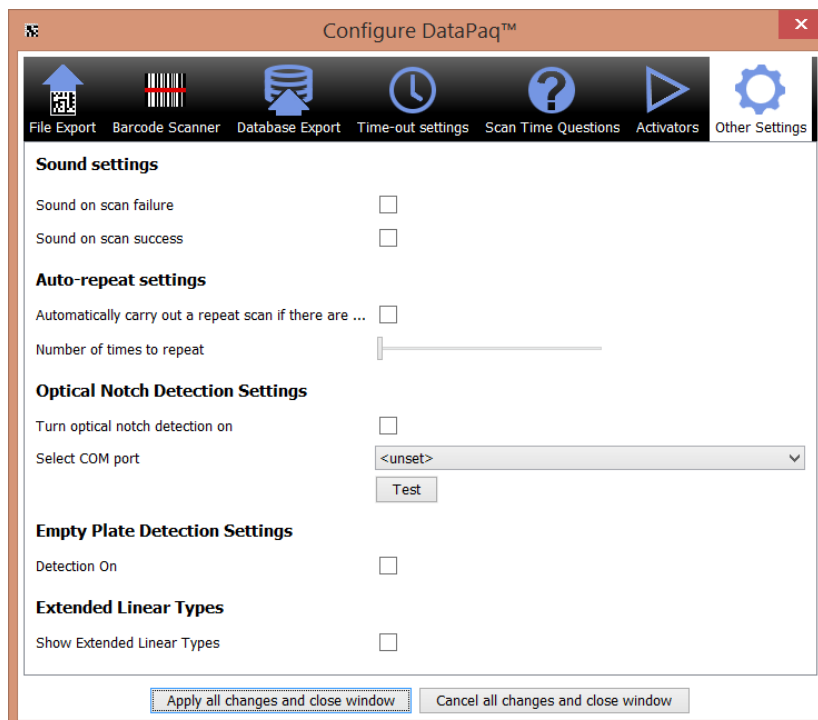 Configure DataPaq™
File Export Barcode Scanner Database Export Time-out settings Scan Time Questions Activators Other Settings
Sound settings
Sound on scan failure
Sound on scan success
Auto-repeat settings
Automatically carry out a repeat scan if there are ...
Number of times to repeat
Optical Notch Detection Settings
Turn optical notch detection on
Select COM port <unset>
Test
Empty Plate Detection Settings
Detection On
Extended Linear Types
Show Extended Linear Types
Apply all changes and close window Cancel all changes and close window